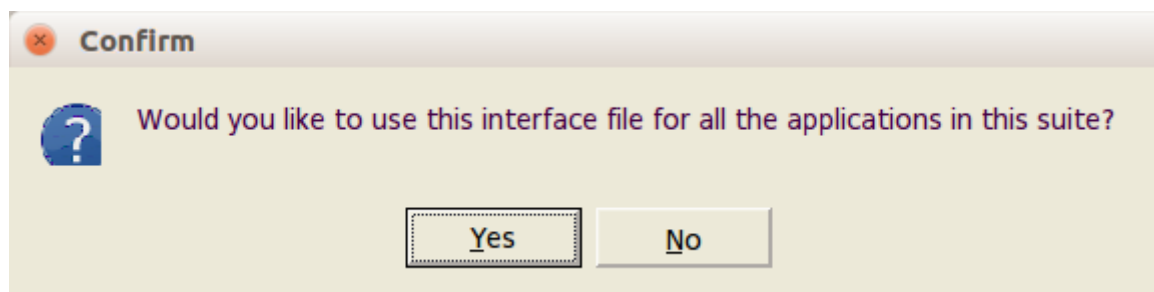 Confirm
Would you like to use this interface file for all the applications in this suite?
Yes No